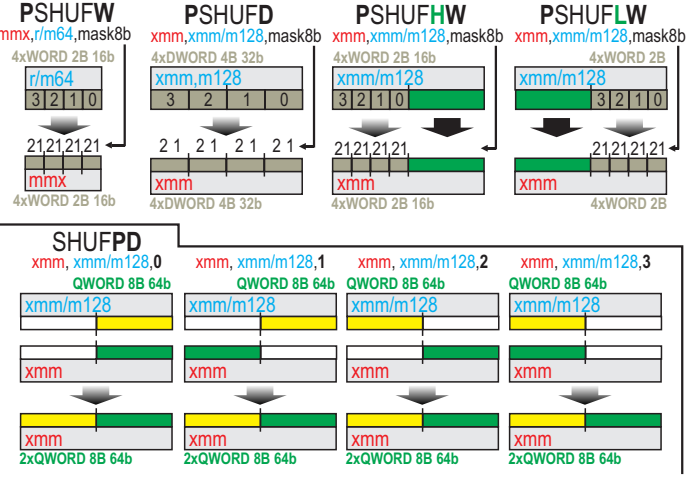 PSHUFW PSHUFD PSHUFHW PSHUFLW
mmx,r/m64,mask8b xmm,xmm/m128,mask8b xmm,xmm/m128,mask8b xmm,xmm/m128,mask8b
4xWORD 2B 16b 4xDWORD 4B 32b 4xWORD 2B 16b 4xWORD 2B
r/m64 xmm,m128 xmm/m128 xmm/m128
3 2 1 0 3 2 1 0 3 2 1 0 3 2 1 0
21,21,21,21 2 1 2 1 2 1 2 1 21,21,21,21 21,21,21,21
mmx xmm xmm xmm
4xWORD 2B 16b 4xDWORD 4B 32b 4xWORD 2B 16b 4xWORD 2B
SHUFPD
xmm, xmm/m128,0 xmm, xmm/m128,1 xmm, xmm/m128,2 xmm, xmm/m128,3
QWORD 8B 64b QWORD 8B 64b QWORD 8B 64b QWORD 8B 64b
xmm/m128 xmm/m128 xmm/m128 xmm/m128
xmm xmm xmm xmm
xmm xmm xmm xmm
2xQWORD 8B 64b 2xQWORD 8B 64b 2xQWORD 8B 64b 2xQWORD 8B 64b